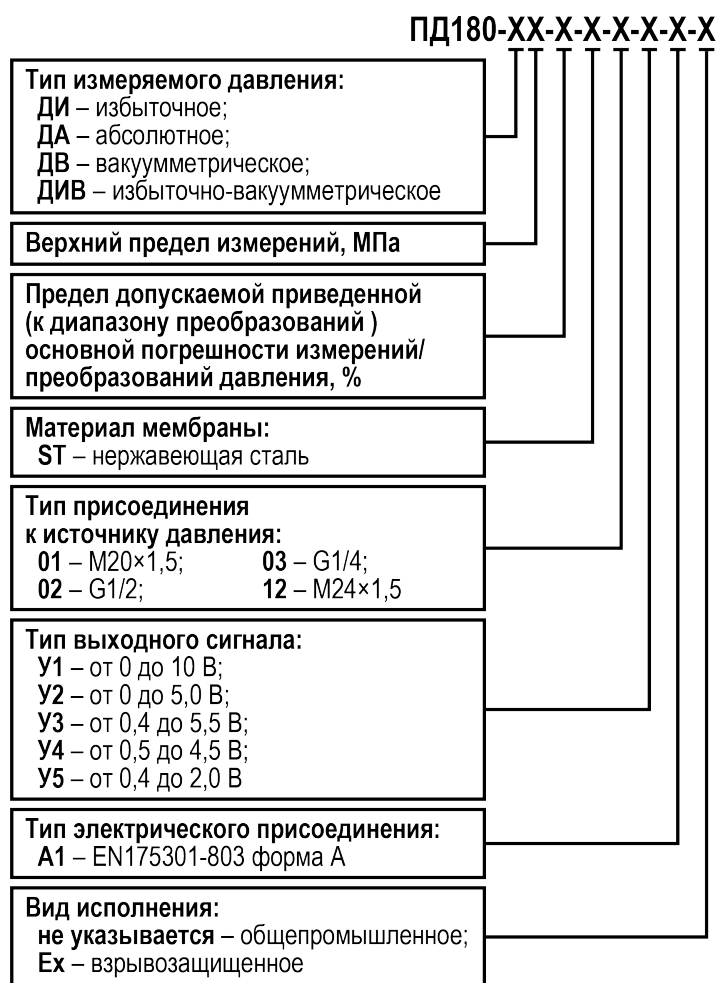 ПД180-ХХ-Х-Х-Х-Х-Х-Х
Тип измеряемого давления:
ДИ – избыточное;
ДА – абсолютное;
ДВ – вакуумметрическое;
ДИВ – избыточно-вакуумметрическое
Верхний предел измерений, МПа
Предел допускаемой приведенной
(к диапазону преобразований )
основной погрешности измерений/
преобразований давления, %
Материал мембраны:
ST – нержавеющая сталь
Тип присоединения
к источнику давления:
01 – М20×1,5; 03 – G1/4;
02 – G1/2; 12 – М24×1,5
Тип выходного сигнала:
У1 – от 0 до 10 В;
У2 – от 0 до 5,0 В;
У3 – от 0,4 до 5,5 В;
У4 – от 0,5 до 4,5 В;
У5 – от 0,4 до 2,0 В
Тип электрического присоединения:
А1 – EN175301-803 форма А
Вид исполнения:
не указывается – общепромышленное;
Ex – взрывозащищенное